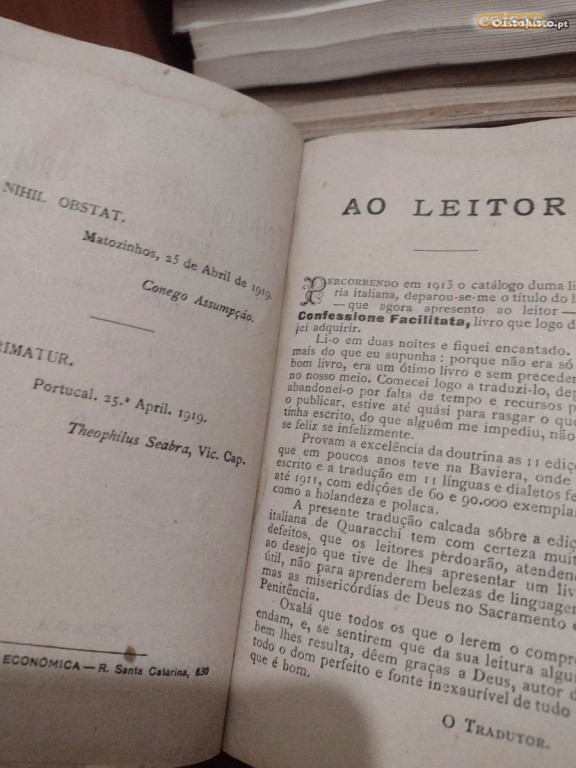 COISAS
CustoJusto.pt
NIHIL OBSTAT.
Matozinhos, 25 de Abril de 1919.
Conego Assumpção.
RIMATUR.
Portucal. 25.ª April. 1919.
Theophilus Seabra, Vic. Cap.
ECONÓMICA — R. Santa Catarina, 630
AO LEITOR
PERCORRENDO em 1913 o catálogo duma li
ria italiana, deparou-se-me o título do l
— que agora apresento ao leitor —
Confessione Facilitata, livro que logo d
jei adquirir.
Li-o em duas noites e fiquei encantado.
mais do que eu supunha: porque não era só
bom livro, era um ótimo livro e sem preceden
no nosso meio. Comecei logo a traduzi-lo, dep
abandonei-o por falta de tempo e recursos p
o publicar, estive até quási para rasgar o que
tinha escrito, do que alguêm me impediu, não
se feliz se infelizmente.
Provam a excelência da doutrina as 11 ediç
que em poucos anos teve na Baviera, onde
escrito e a tradução em 11 línguas e dialetos fe
até 1911, com edições de 60 e 90.000 exempla
como a holandeza e polaca.
A presente tradução calcada sôbre a ediç
italiana de Quaracchi tem com certeza muit
defeitos, que os leitores perdoarão, atenden
ao desejo que tive de lhes apresentar um livr
útil, não para aprenderem belezas de linguagem
mas as misericórdias de Deus no Sacramento d
Penitência.
Oxalá que todos os que o lerem o compre
endam, e, se sentirem que da sua leitura algu
bem lhes resulta, dêem graças a Deus, autor d
todo o dom perfeito e fonte inexaurível de tudo
que é bom.
O TRADUTOR.